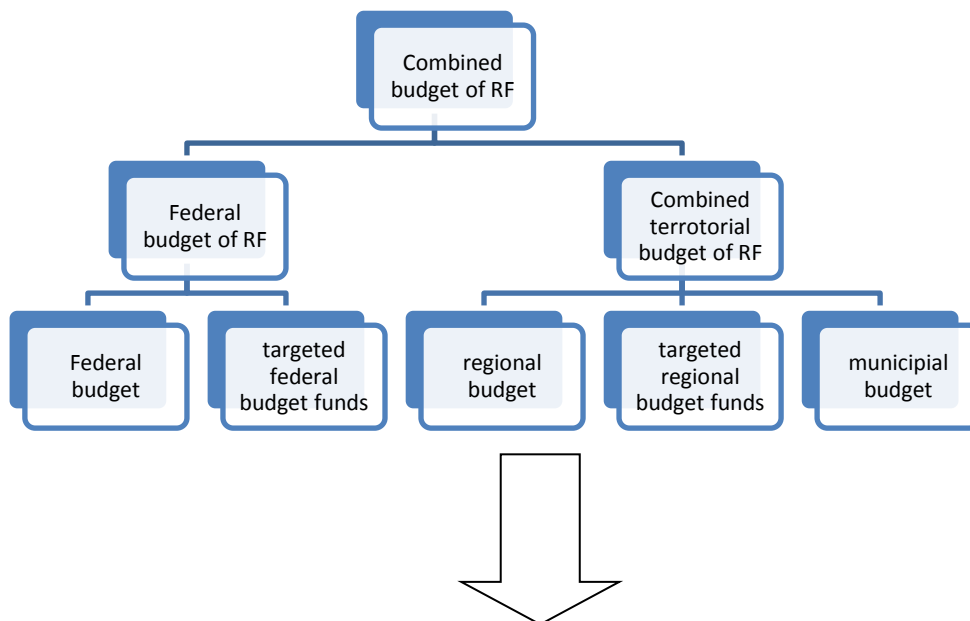 Combined
budget of RF
Federal
budget of RF
Combined
terrotorial
budget of RF
Federal
budget
targeted
federal
budget funds
regional
budget
targeted
regional
budget funds
municipial
budget